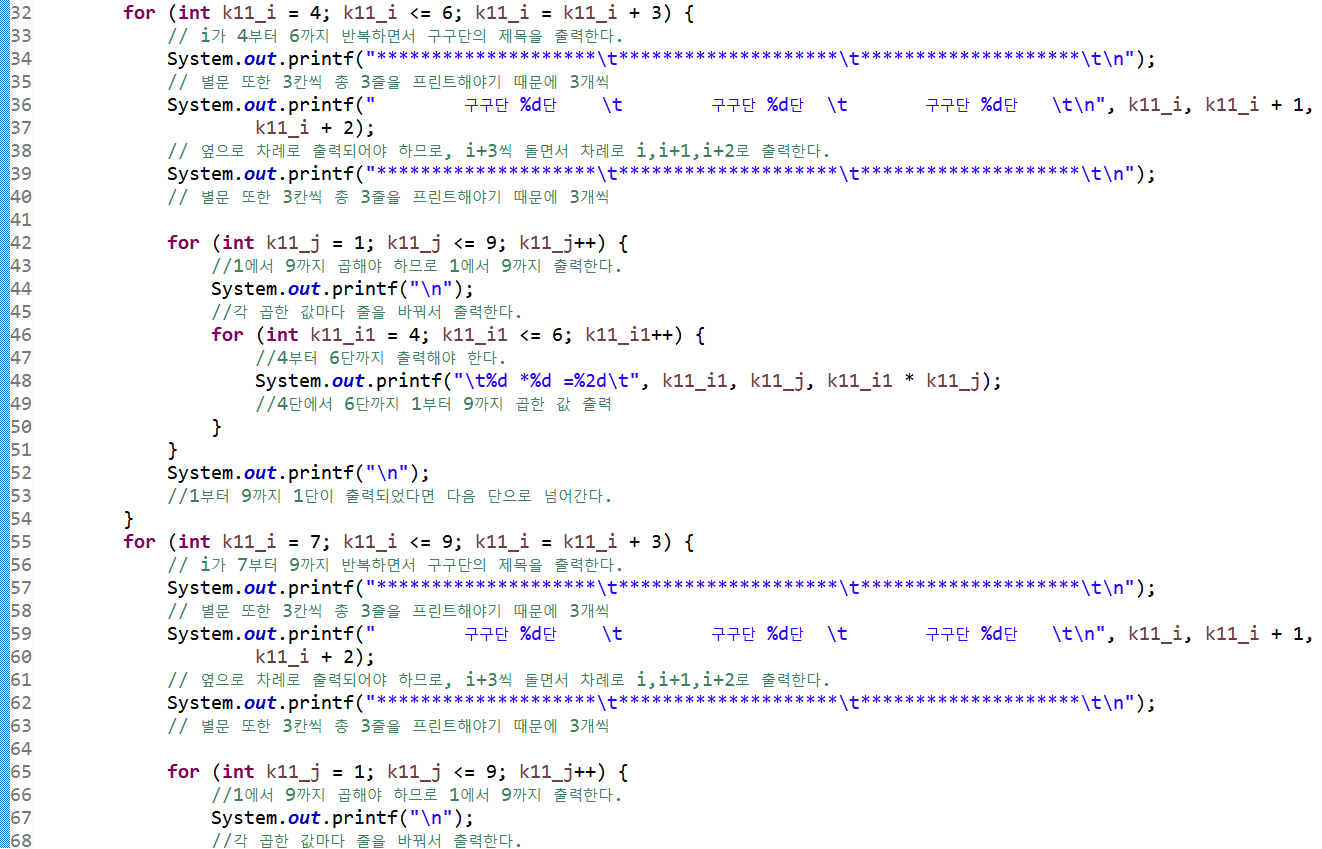 32 for (int k11_i = 4; k11_i <= 6; k11_i = k11_i + 3) {
33 // i가 4부터 6까지 반복하면서 구구단의 제목을 출력한다.
34 System.out.printf("********************\t********************\t********************\t\n");
35 // 별문 또한 3칸씩 총 3줄을 프린트해야기 때문에 3개씩
36 System.out.printf("        구구단 %d단    \t        구구단 %d단  \t       구구단 %d단   \t\n", k11_i, k11_i + 1,
37 k11_i + 2);
38 // 옆으로 차례로 출력되어야 하므로, i+3씩 돌면서 차례로 i,i+1,i+2로 출력한다.
39 System.out.printf("********************\t********************\t********************\t\n");
40 // 별문 또한 3칸씩 총 3줄을 프린트해야기 때문에 3개씩
41
42 for (int k11_j = 1; k11_j <= 9; k11_j++) {
43 //1에서 9까지 곱해야 하므로 1에서 9까지 출력한다.
44 System.out.printf("\n");
45 //각 곱한 값마다 줄을 바꿔서 출력한다.
46 for (int k11_i1 = 4; k11_i1 <= 6; k11_i1++) {
47 //4부터 6단까지 출력해야 한다.
48 System.out.printf("\t%d *%d =%2d\t", k11_i1, k11_j, k11_i1 * k11_j);
49 //4단에서 6단까지 1부터 9까지 곱한 값 출력
50 }
51 }
52 System.out.printf("\n");
53 //1부터 9까지 1단이 출력되었다면 다음 단으로 넘어간다.
54 }
55 for (int k11_i = 7; k11_i <= 9; k11_i = k11_i + 3) {
56 // i가 7부터 9까지 반복하면서 구구단의 제목을 출력한다.
57 System.out.printf("********************\t********************\t********************\t\n");
58 // 별문 또한 3칸씩 총 3줄을 프린트해야기 때문에 3개씩
59 System.out.printf("        구구단 %d단    \t        구구단 %d단  \t       구구단 %d단   \t\n", k11_i, k11_i + 1,
60 k11_i + 2);
61 // 옆으로 차례로 출력되어야 하므로, i+3씩 돌면서 차례로 i,i+1,i+2로 출력한다.
62 System.out.printf("********************\t********************\t********************\t\n");
63 // 별문 또한 3칸씩 총 3줄을 프린트해야기 때문에 3개씩
64
65 for (int k11_j = 1; k11_j <= 9; k11_j++) {
66 //1에서 9까지 곱해야 하므로 1에서 9까지 출력한다.
67 System.out.printf("\n");
68 //각 곱한 값마다 줄을 바꿔서 출력한다.